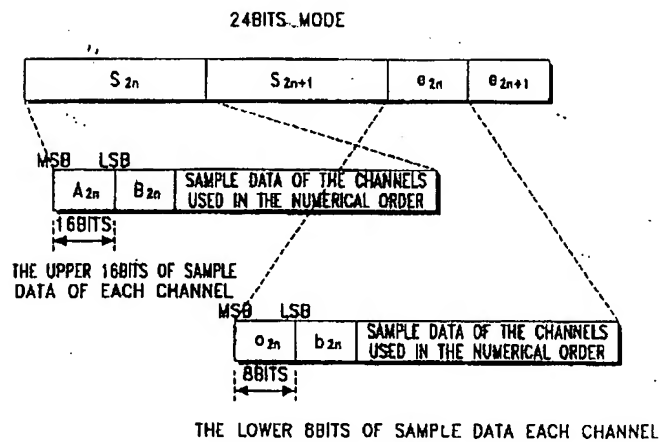 24BITS MODE
S2n S2n+1 e2n e2n+1
MSB LSB
A2n B2n SAMPLE DATA OF THE CHANNELS
USED IN THE NUMERICAL ORDER
16BITS
THE UPPER 16BITS OF SAMPLE
DATA OF EACH CHANNEL
MSB LSB
a2n b2n SAMPLE DATA OF THE CHANNELS
USED IN THE NUMERICAL ORDER
8BITS
THE LOWER 8BITS OF SAMPLE DATA EACH CHANNEL